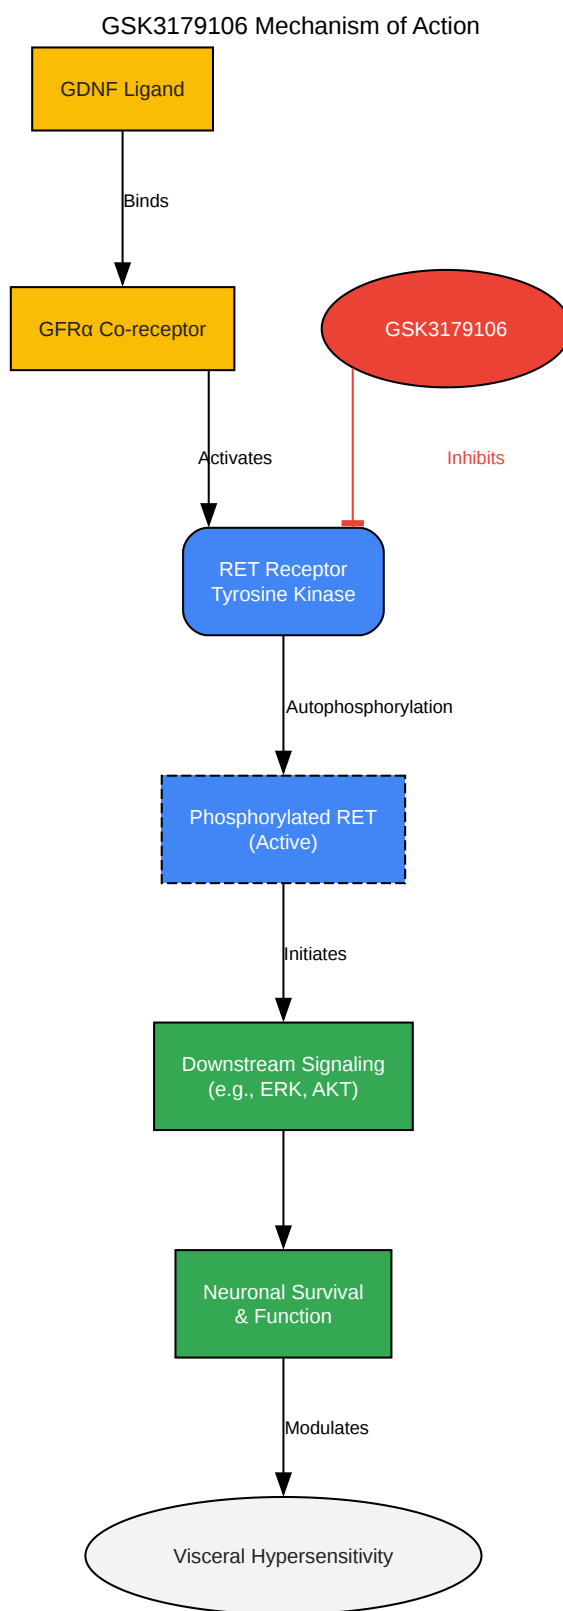 GSK3179106 Mechanism of Action
GDNF Ligand
Binds
GFRα Co-receptor
GSK3179106
Activates
Inhibits
RET Receptor
Tyrosine Kinase
Autophosphorylation
Phosphorylated RET
(Active)
Initiates
Downstream Signaling
(e.g., ERK, AKT)
Neuronal Survival
& Function
Modulates
Visceral Hypersensitivity